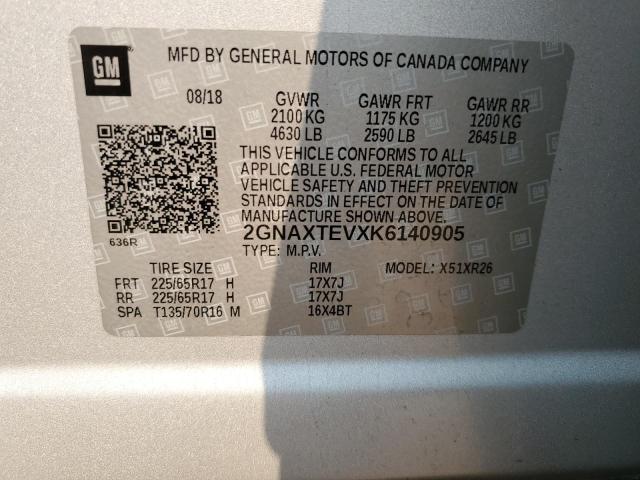 GM
MFD BY GENERAL MOTORS OF CANADA COMPANY
08/18 GVWR GAWR FRT GAWR RR
2100 KG 1175 KG 1200 KG
4630 LB 2590 LB 2645 LB
THIS VEHICLE CONFORMS TO ALL
APPLICABLE U.S. FEDERAL MOTOR
VEHICLE SAFETY AND THEFT PREVENTION
STANDARDS IN EFFECT ON THE DATE OF
MANUFACTURE SHOWN ABOVE.
636R
2GNAXTEVXK6140905
TYPE: M.P.V.
TIRE SIZE RIM MODEL: X51XR26
FRT 225/65R17 H 17X7J
RR 225/65R17 H 17X7J
SPA T135/70R16 M 16X4BT